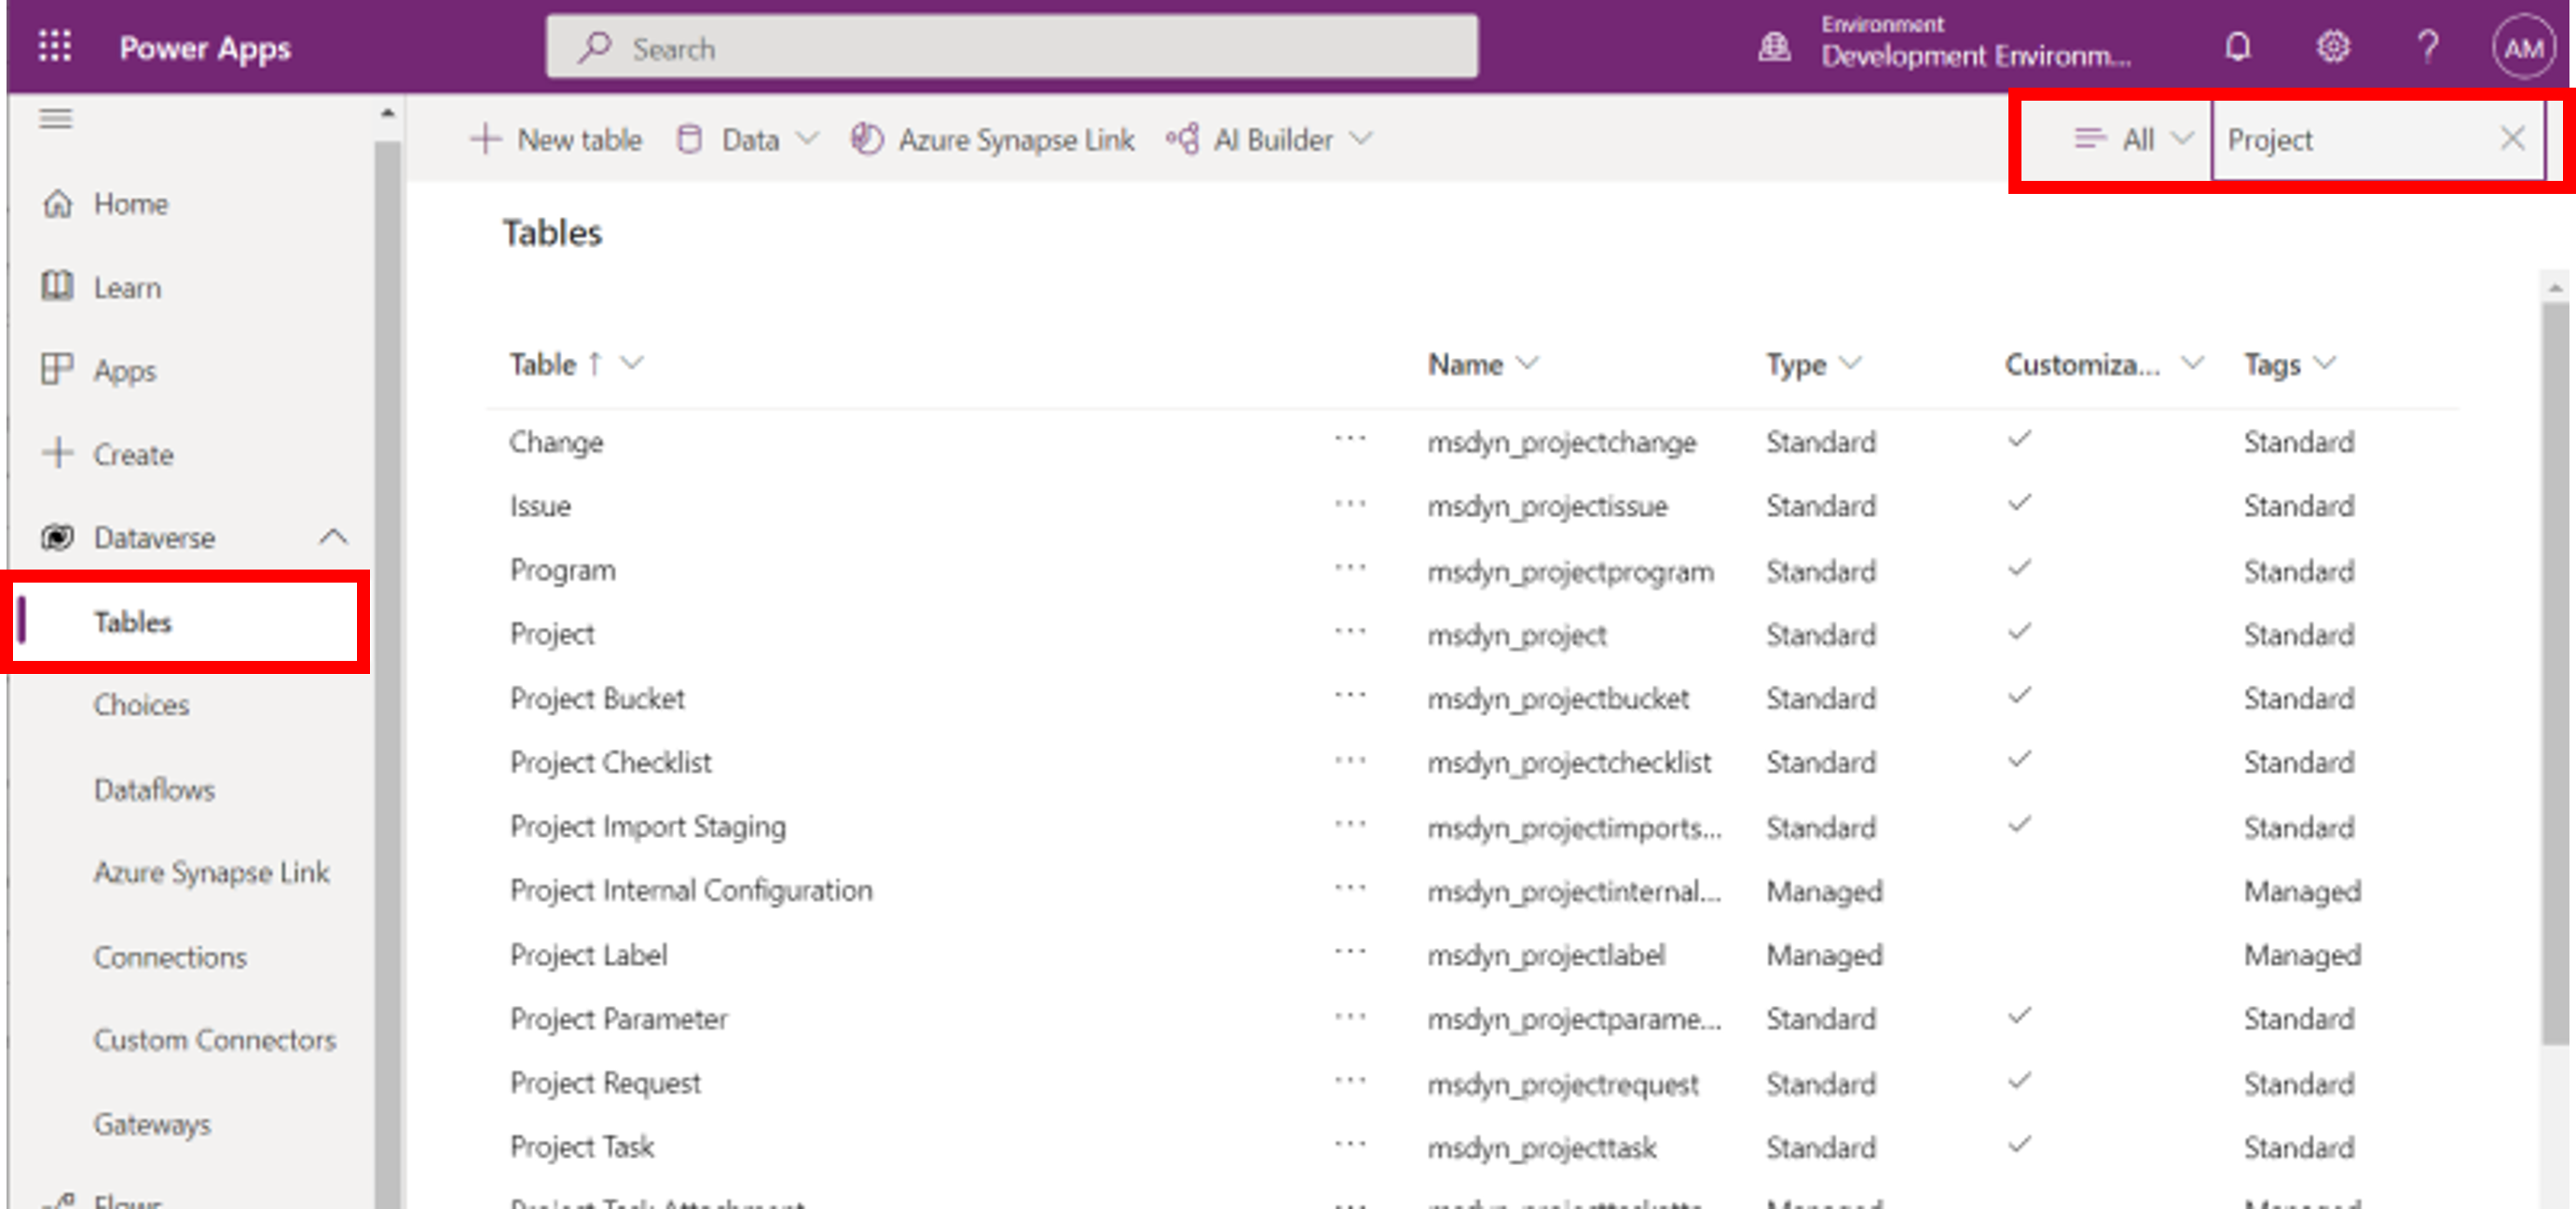 Power Apps
Search
Environment
Development Environm...
AM
New table
Data
Azure Synapse Link
AI Builder
All
Project
Home
Learn
Apps
Create
Dataverse
Tables
Choices
Dataflows
Azure Synapse Link
Connections
Custom Connectors
Gateways
Flows
Tables
Table ↑ Name Type Customiza... Tags
Change ... msdyn_projectchange Standard ✓ Standard
Issue ... msdyn_projectissue Standard ✓ Standard
Program ... msdyn_projectprogram Standard ✓ Standard
Project ... msdyn_project Standard ✓ Standard
Project Bucket ... msdyn_projectbucket Standard ✓ Standard
Project Checklist ... msdyn_projectchecklist Standard ✓ Standard
Project Import Staging ... msdyn_projectimports... Standard ✓ Standard
Project Internal Configuration ... msdyn_projectinternal... Managed Managed
Project Label ... msdyn_projectlabel Managed Managed
Project Parameter ... msdyn_projectparame... Standard ✓ Standard
Project Request ... msdyn_projectrequest Standard ✓ Standard
Project Task ... msdyn_projecttask Standard ✓ Standard
Project Task Attachment ... Managed Managed